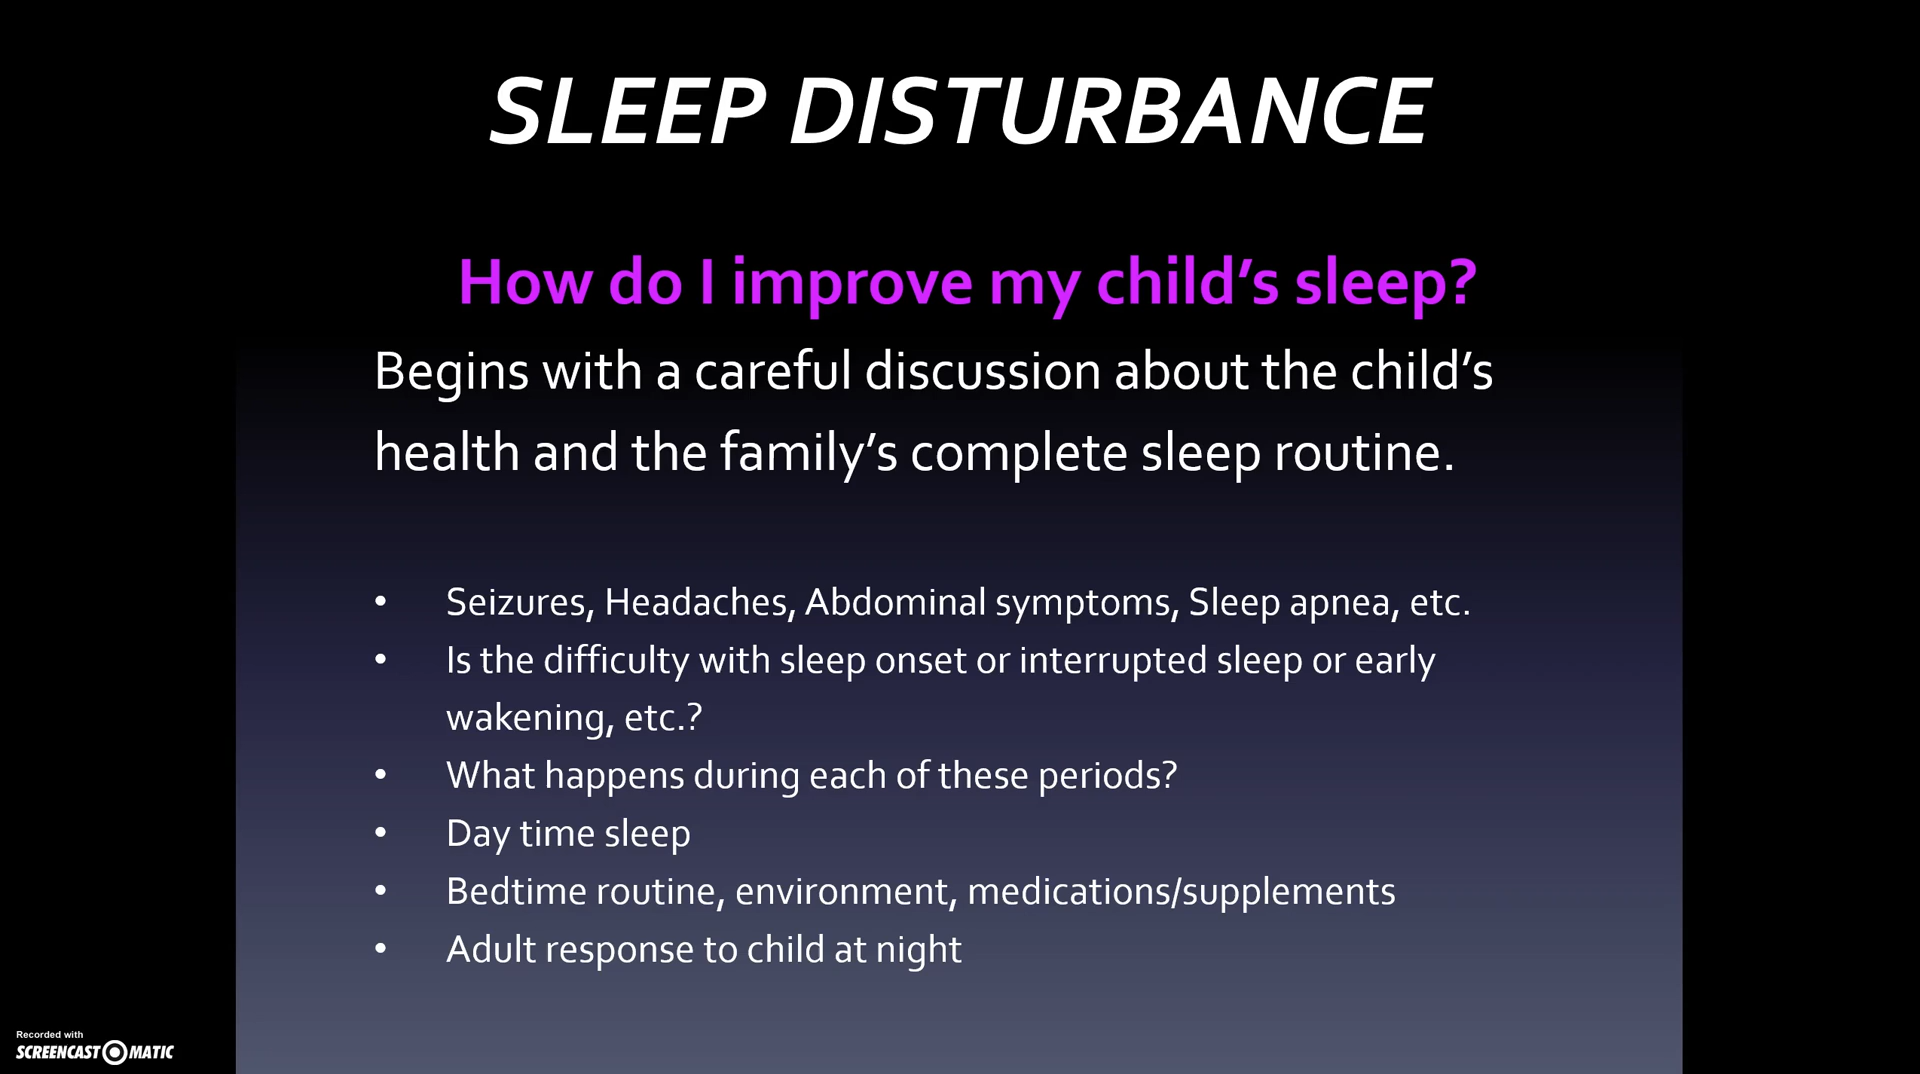 SLEEP DISTURBANCE
How do I improve my child’s sleep?
Begins with a careful discussion about the child’s
health and the family’s complete sleep routine.
• Seizures, Headaches, Abdominal symptoms, Sleep apnea, etc.
• Is the difficulty with sleep onset or interrupted sleep or early
wakening, etc.?
• What happens during each of these periods?
• Day time sleep
• Bedtime routine, environment, medications/supplements
• Adult response to child at night
Recorded with
SCREENCAST MATIC